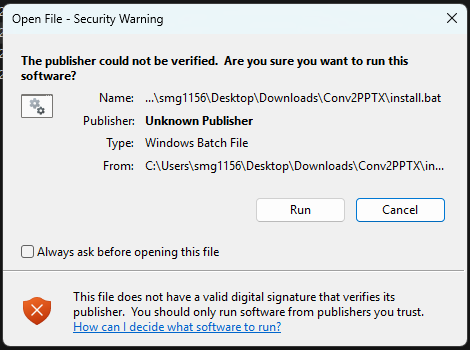 Open File - Security Warning
The publisher could not be verified. Are you sure you want to run this
software?
Name: ...\smg1156\Desktop\Downloads\Conv2PPTX\install.bat
Publisher: Unknown Publisher
Type: Windows Batch File
From: C:\Users\smg1156\Desktop\Downloads\Conv2PPTX\in...
Run Cancel
Always ask before opening this file
This file does not have a valid digital signature that verifies its
publisher. You should only run software from publishers you trust.
How can I decide what software to run?